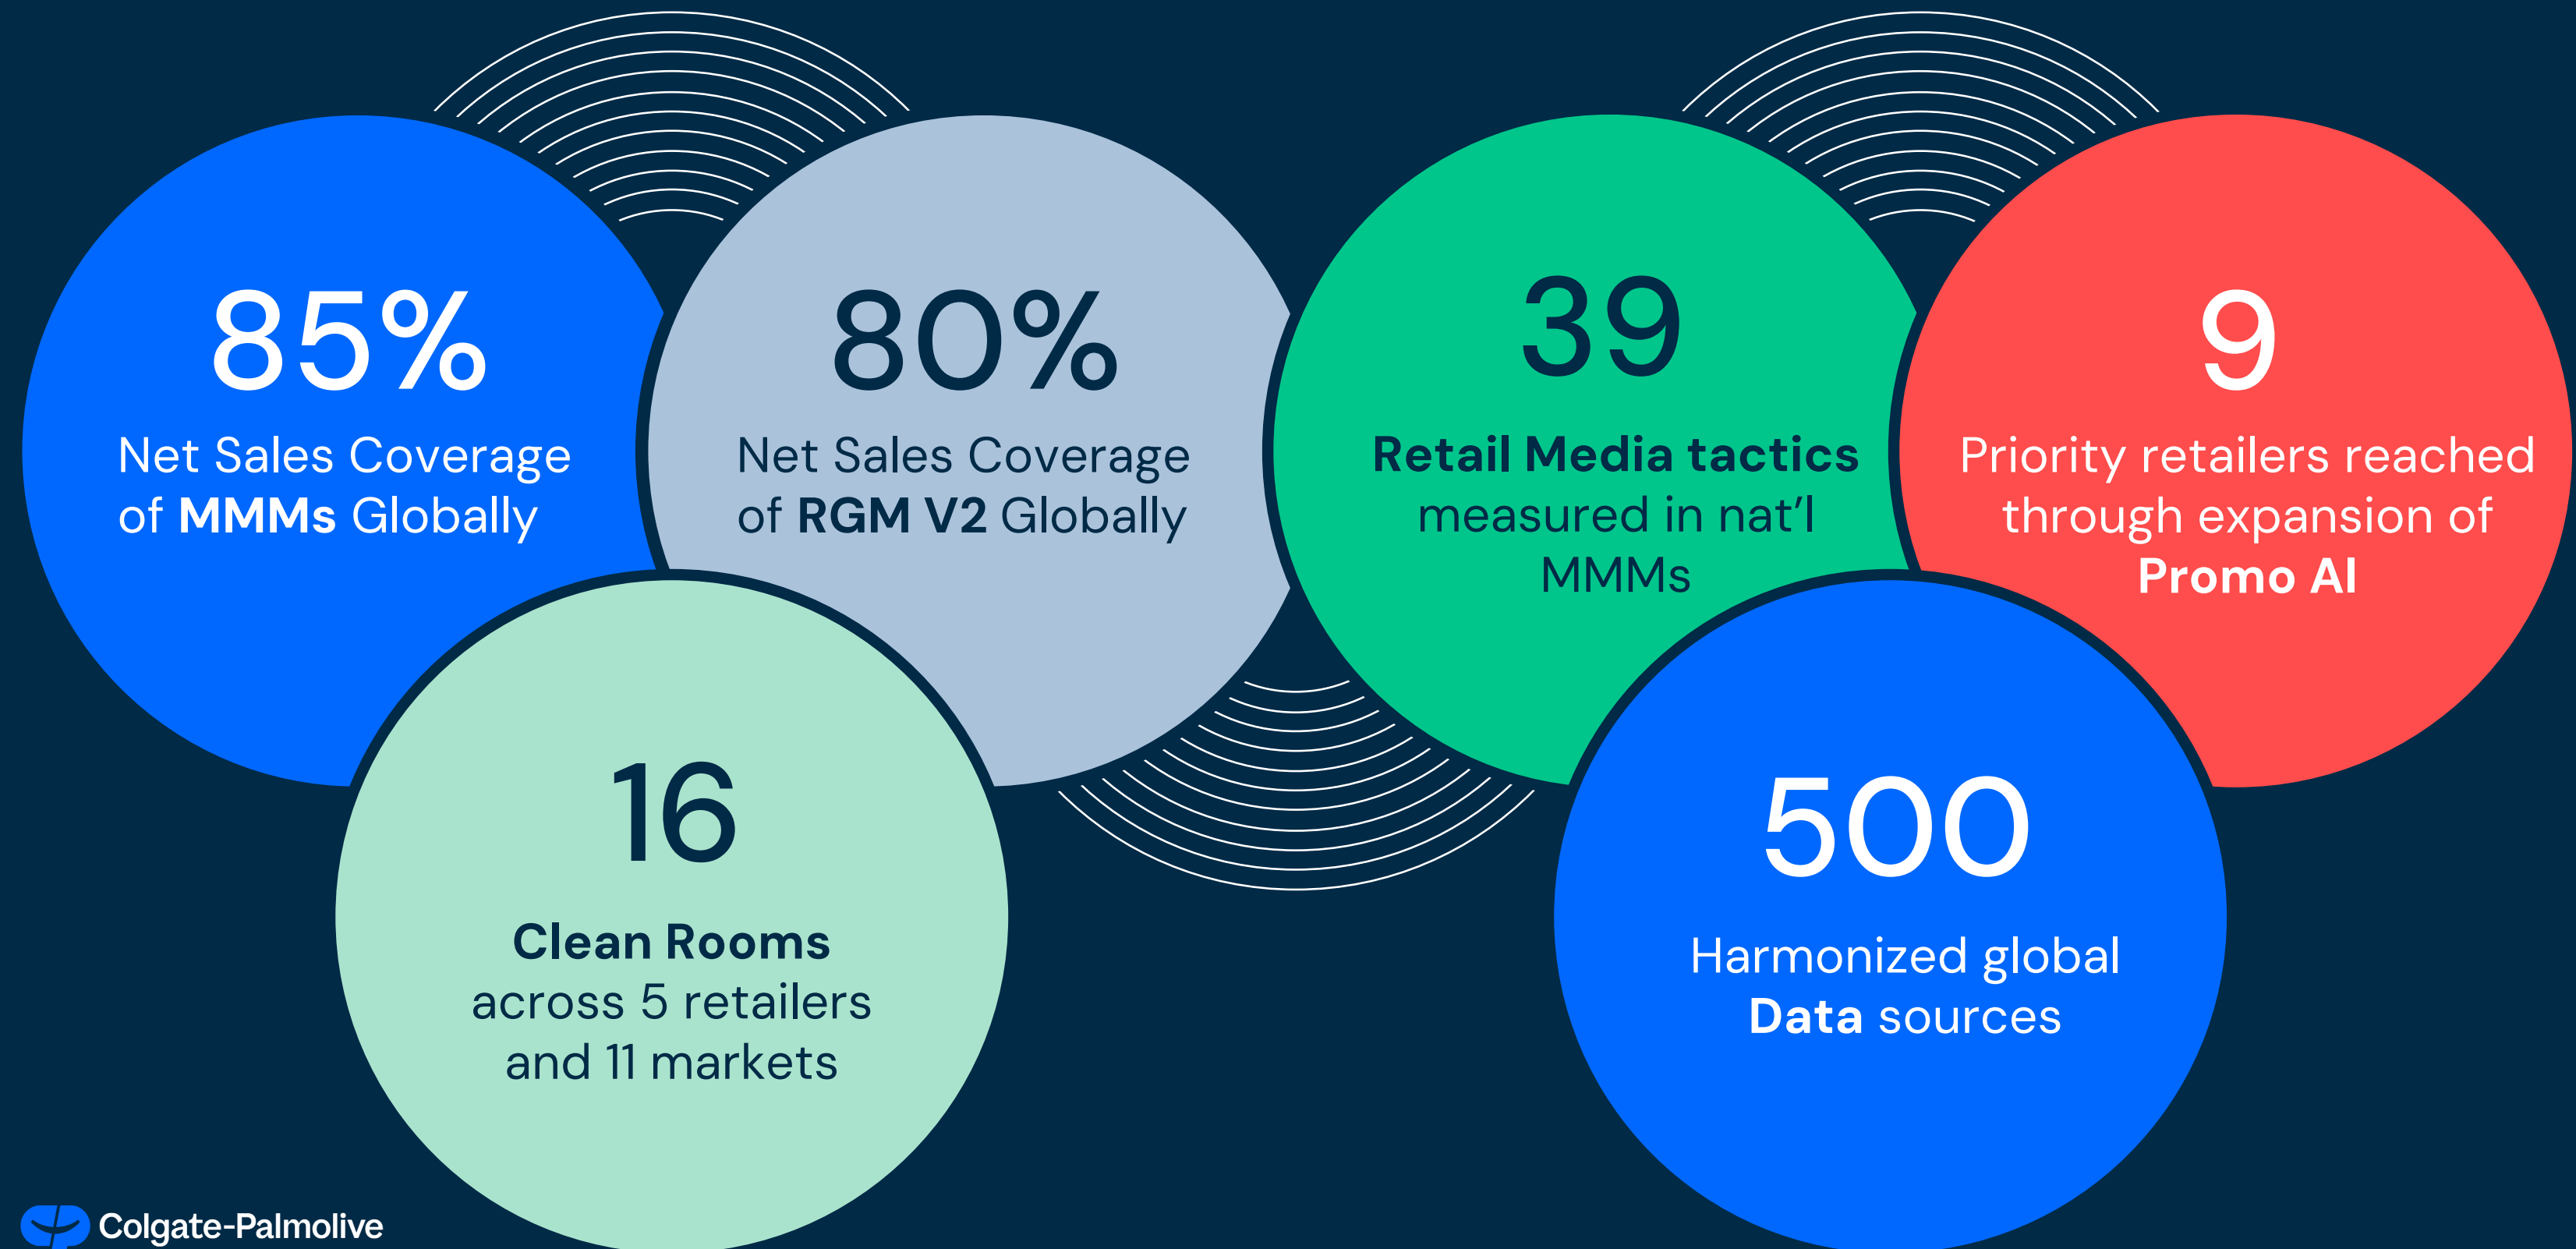 85%
Net Sales Coverage
of MMMs Globally
80%
Net Sales Coverage
of RGM V2 Globally
39
Retail Media tactics
measured in nat’l
MMMs
9
Priority retailers reached
through expansion of
Promo AI
16
Clean Rooms
across 5 retailers
and 11 markets
500
Harmonized global
Data sources
Colgate-Palmolive